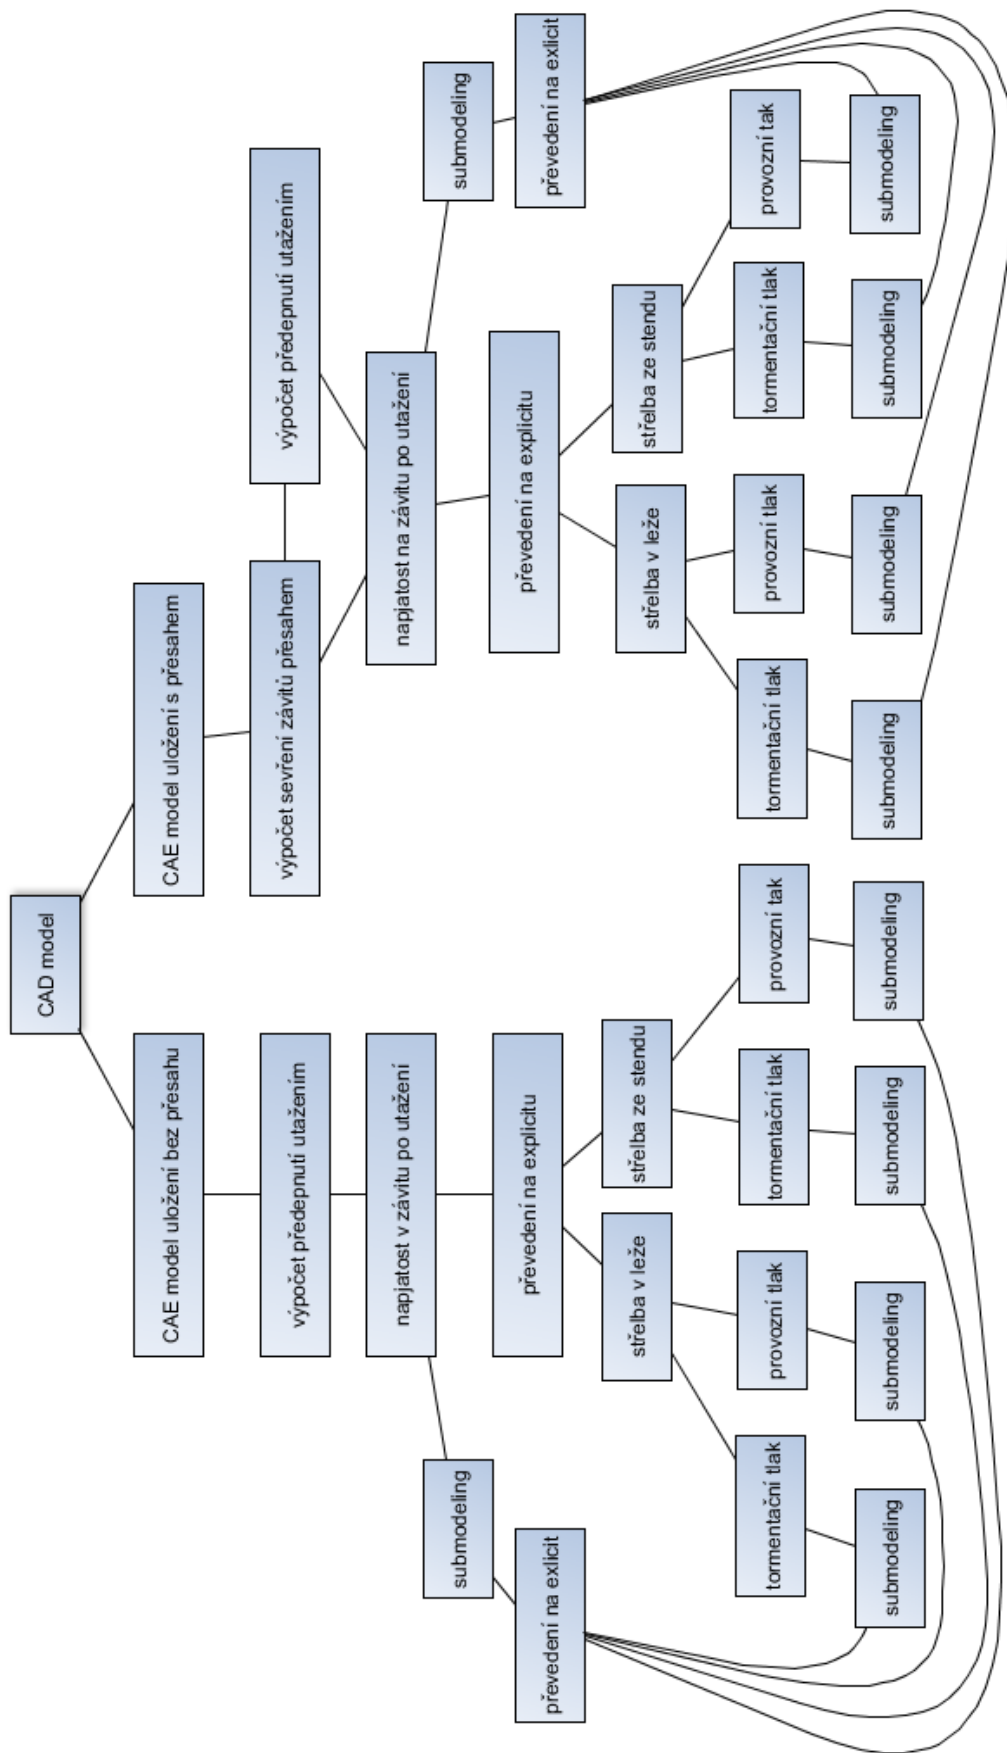 CAD model
CAE model uložení bez přesahu
CAE model uložení s přesahem
výpočet předepnutí utažením
výpočet sevření závitů přesahem
výpočet předepnutí utažením
napjatost v závitu po utažení
napjatost na závitu po utažení
submodeling
submodeling
převedení na exlicit
převedení na explicitu
převedení na explicitu
převedení na exlicit
střelba v leže
střelba ze stendu
střelba v leže
střelba ze stendu
tormentační tlak
provozní tlak
tormentační tlak
provozní tak
tormentační tlak
provozní tlak
tormentační tlak
provozní tak
submodeling
submodeling
submodeling
submodeling
submodeling
submodeling
submodeling
submodeling